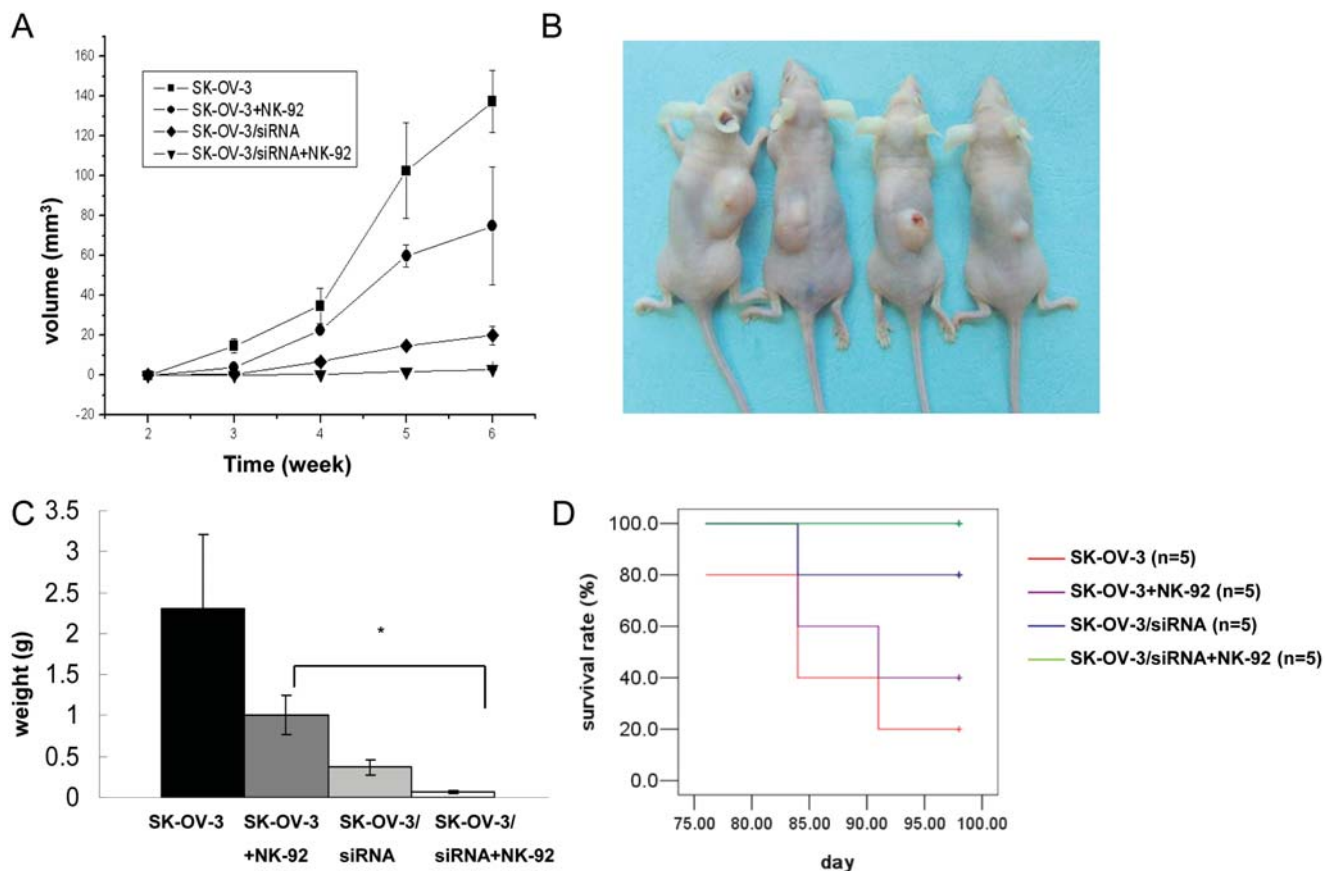 A
160
140
120
100
80
60
40
20
0
-20
volume (mm³)
SK-OV-3
SK-OV-3+NK-92
SK-OV-3/siRNA
SK-OV-3/siRNA+NK-92
2 3 4 5 6
Time (week)
B
C
3.5
3
2.5
2
1.5
1
0.5
0
weight (g)
*
SK-OV-3 SK-OV-3 SK-OV-3/ SK-OV-3/
+NK-92 siRNA siRNA+NK-92
D
100.0
80.0
60.0
40.0
20.0
0.0
survival rate (%)
75.00 80.00 85.00 90.00 95.00 100.00
day
SK-OV-3 (n=5)
SK-OV-3+NK-92 (n=5)
SK-OV-3/siRNA (n=5)
SK-OV-3/siRNA+NK-92 (n=5)